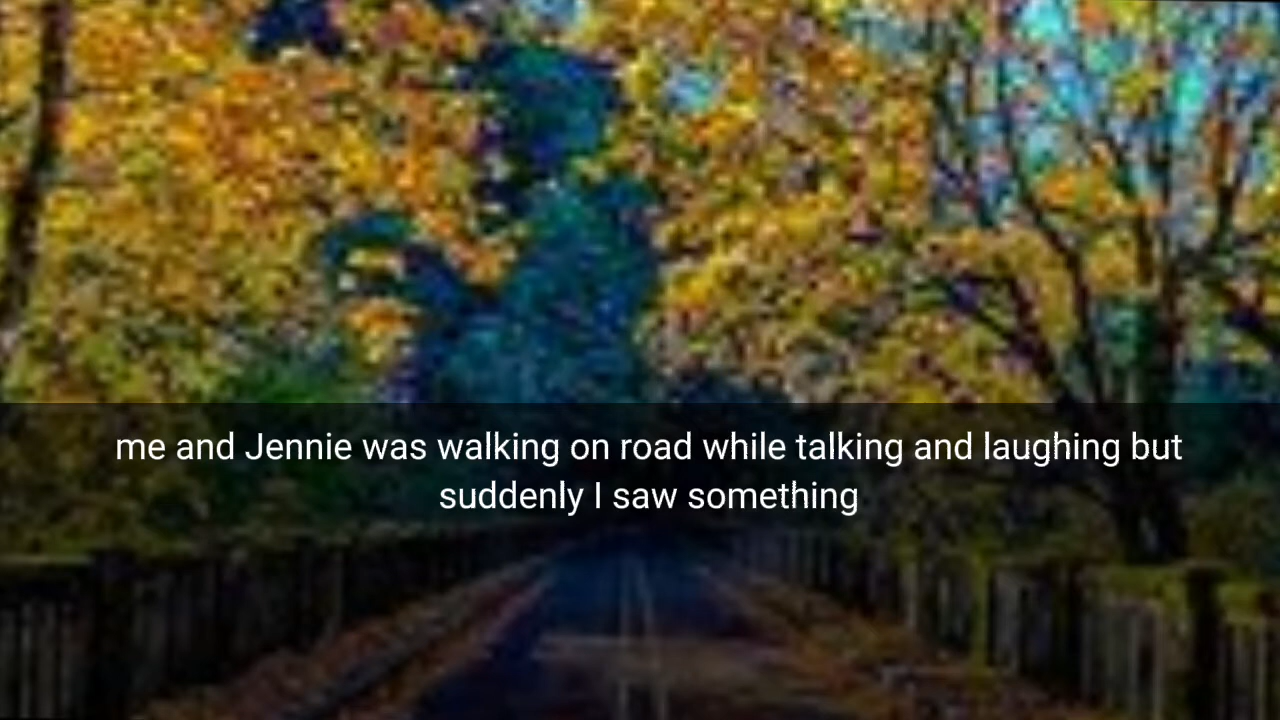 me and Jennie was walking on road while talking and laughing but
suddenly I saw something